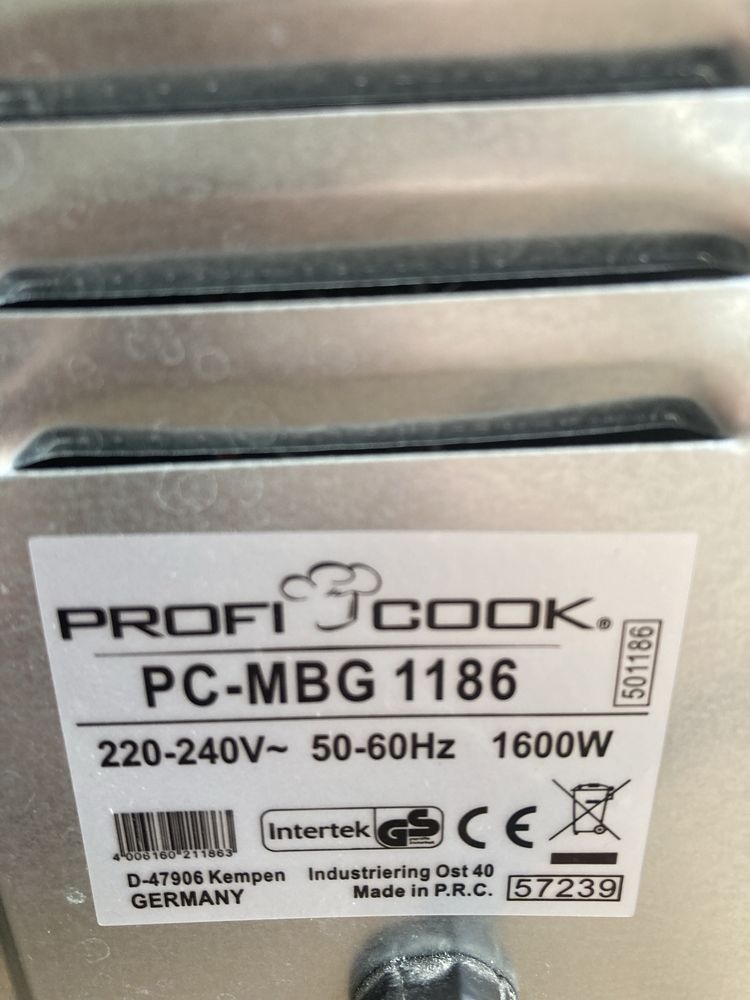 PROFI COOK®
PC-MBG 1186
501186
220-240V~ 50-60Hz 1600W
Intertek GS CE
4 006160 211863
D-47906 Kempen Industriering Ost 40
GERMANY Made in P.R.C. 57239